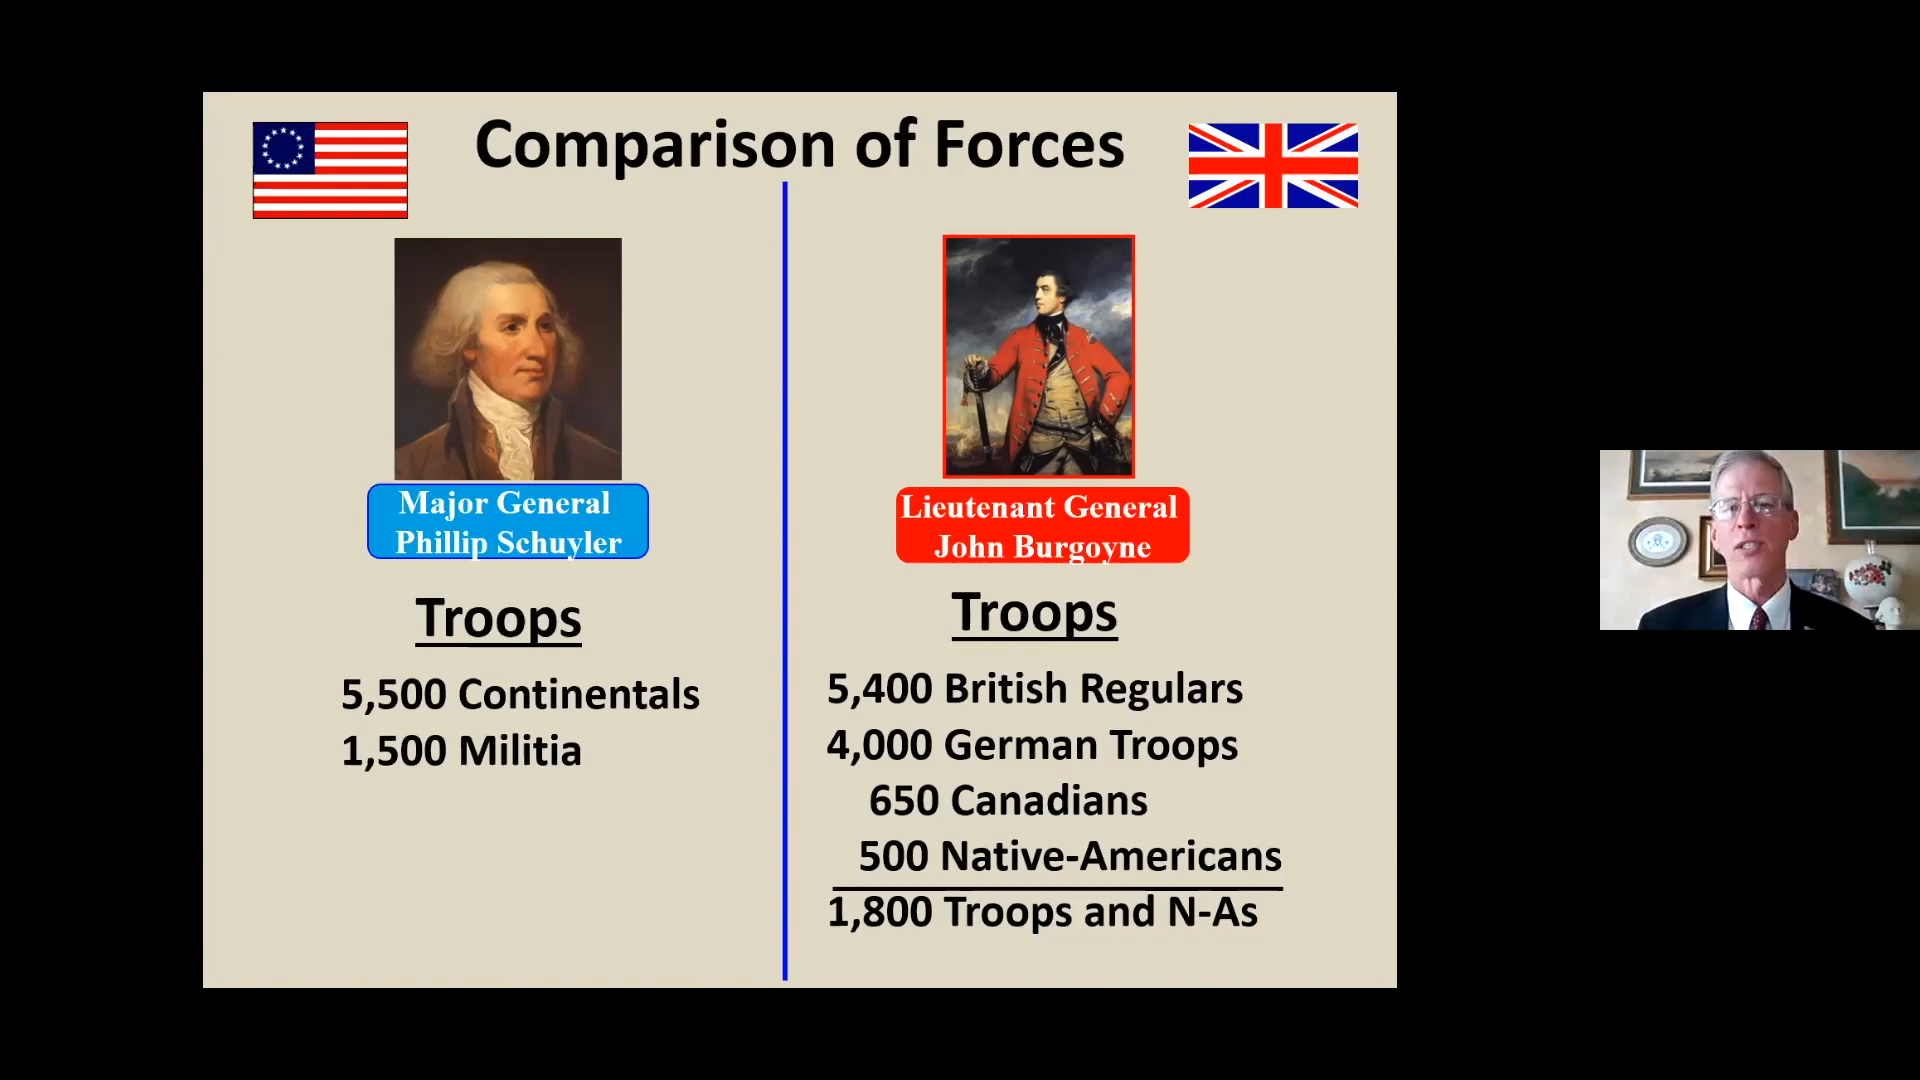 Comparison of Forces
Major General
Phillip Schuyler
Troops
5,500 Continentals
1,500 Militia
Lieutenant General
John Burgoyne
Troops
5,400 British Regulars
4,000 German Troops
650 Canadians
500 Native-Americans
1,800 Troops and N-As